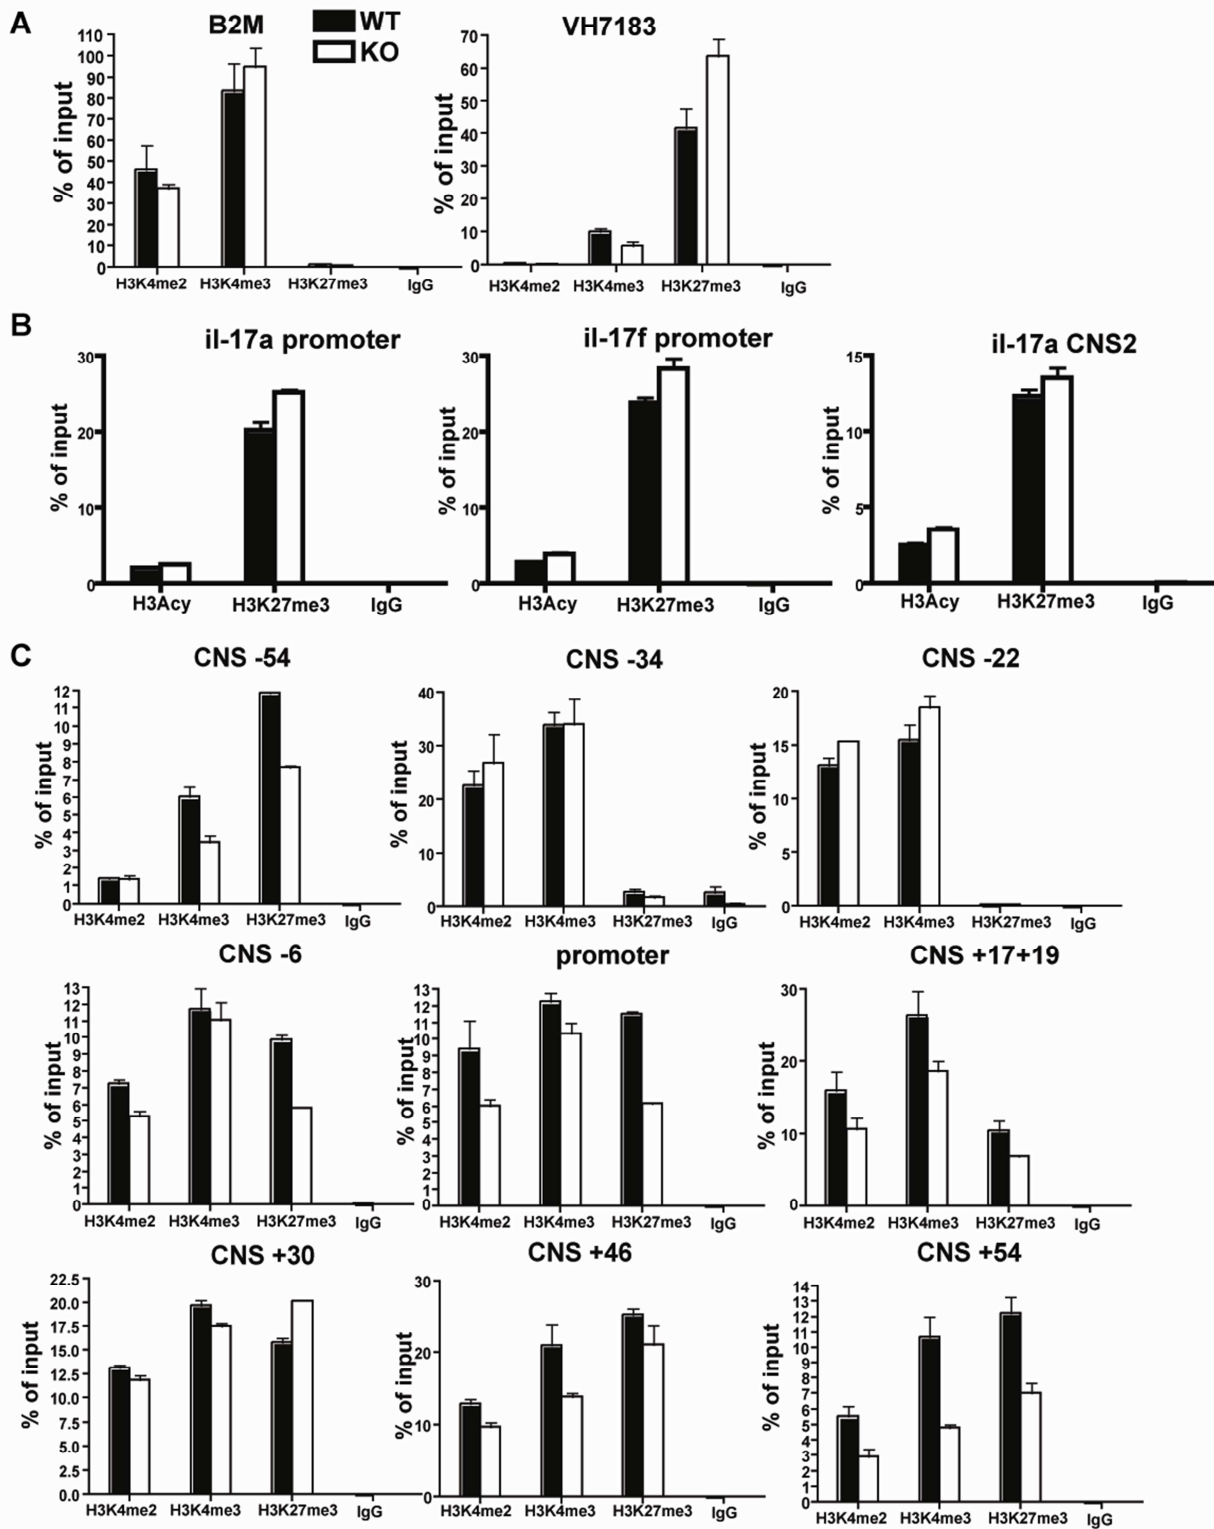 A
B2M
WT
KO
VH7183
% of input
110
100
90
80
70
60
50
40
30
20
10
0
H3K4me2 H3K4me3 H3K27me3 IgG
% of input
70
60
50
40
30
20
10
0
H3K4me2 H3K4me3 H3K27me3 IgG
B
il-17a promoter
% of input
30
20
10
0
H3Acy H3K27me3 IgG
il-17f promoter
% of input
30
20
10
0
H3Acy H3K27me3 IgG
il-17a CNS2
% of input
15
10
5
0
H3Acy H3K27me3 IgG
C
CNS -54
% of input
12
11
10
9
8
7
6
5
4
3
2
1
0
H3K4me2 H3K4me3 H3K27me3 IgG
CNS -34
% of input
40
30
20
10
0
H3K4me2 H3K4me3 H3K27me3 IgG
CNS -22
% of input
20
15
10
5
0
H3K4me2 H3K4me3 H3K27me3 IgG
CNS -6
% of input
13
12
11
10
9
8
7
6
5
4
3
2
1
0
H3K4me2 H3K4me3 H3K27me3 IgG
promoter
% of input
13
12
11
10
9
8
7
6
5
4
3
2
1
0
H3K4me2 H3K4me3 H3K27me3 IgG
CNS +17+19
% of input
30
20
10
0
H3K4me2 H3K4me3 H3K27me3 IgG
CNS +30
% of input
22.5
20.0
17.5
15.0
12.5
10.0
7.5
5.0
2.5
0.0
H3K4me2 H3K4me3 H3K27me3 IgG
CNS +46
% of input
30
20
10
0
H3K4me2 H3K4me3 H3K27me3 IgG
CNS +54
% of input
14
13
12
11
10
9
8
7
6
5
4
3
2
1
0
H3K4me2 H3K4me3 H3K27me3 IgG